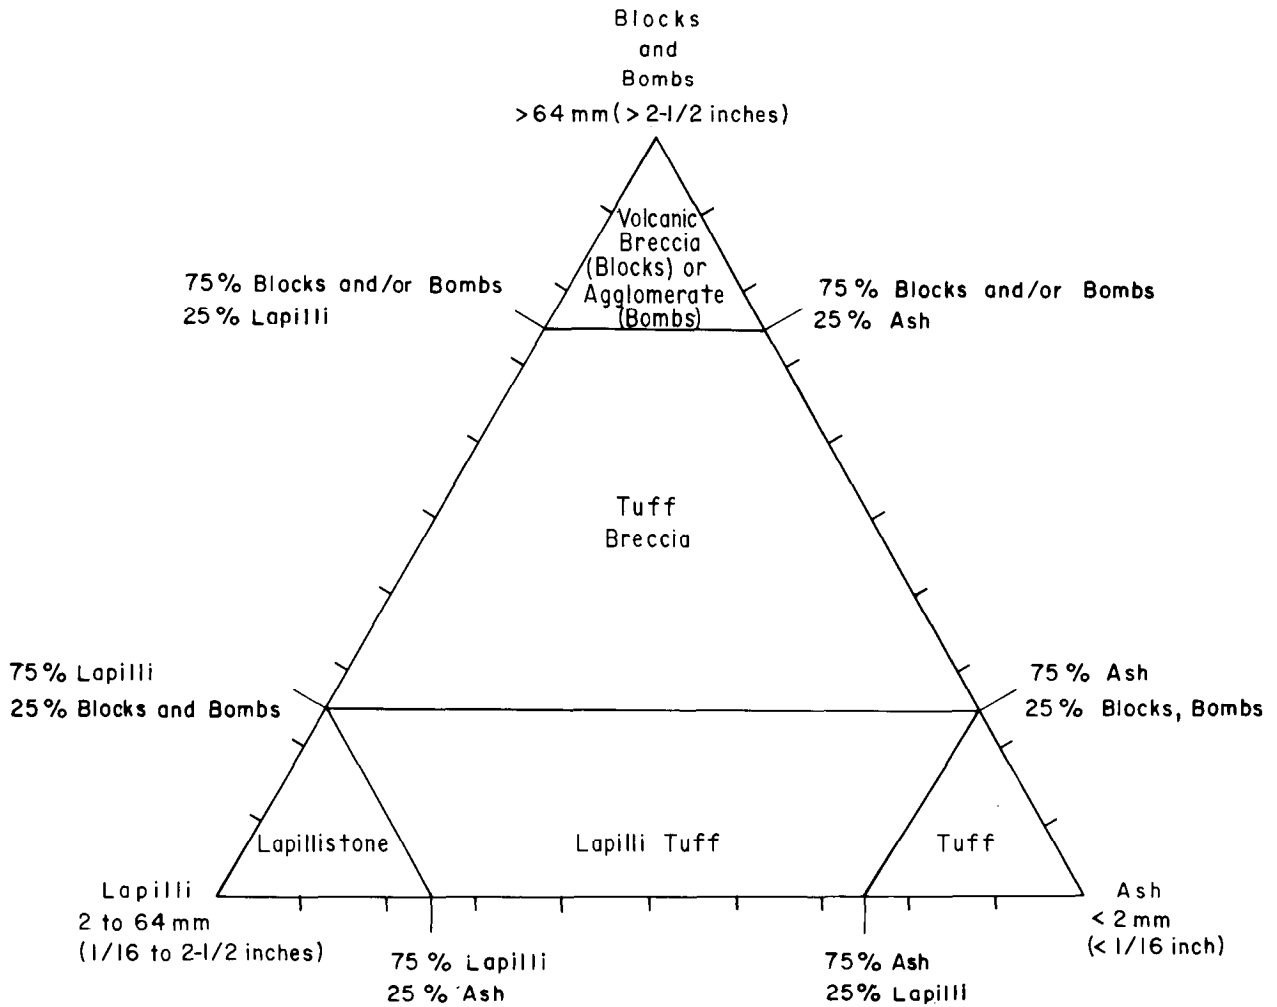 Blocks
and
Bombs
>64 mm (> 2-1/2 inches)
Volcanic
Breccia
(Blocks) or
Agglomerate
(Bombs)
75% Blocks and/or Bombs
25% Lapilli
75% Blocks and/or Bombs
25% Ash
Tuff
Breccia
75% Lapilli
25% Blocks and Bombs
75% Ash
25% Blocks, Bombs
Lapillistone
Lapilli Tuff
Tuff
Lapilli
2 to 64 mm
(1/16 to 2-1/2 inches)
Ash
< 2 mm
(< 1/16 inch)
75% Lapilli
25% Ash
75% Ash
25% Lapilli